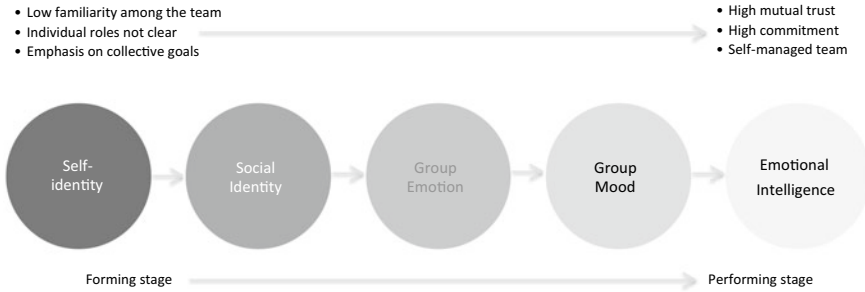 • Low familiarity among the team
• Individual roles not clear
• Emphasis on collective goals
• High mutual trust
• High commitment
• Self-managed team
Self-
identity
Social
Identity
Group
Emotion
Group
Mood
Emotional
Intelligence
Forming stage
Performing stage